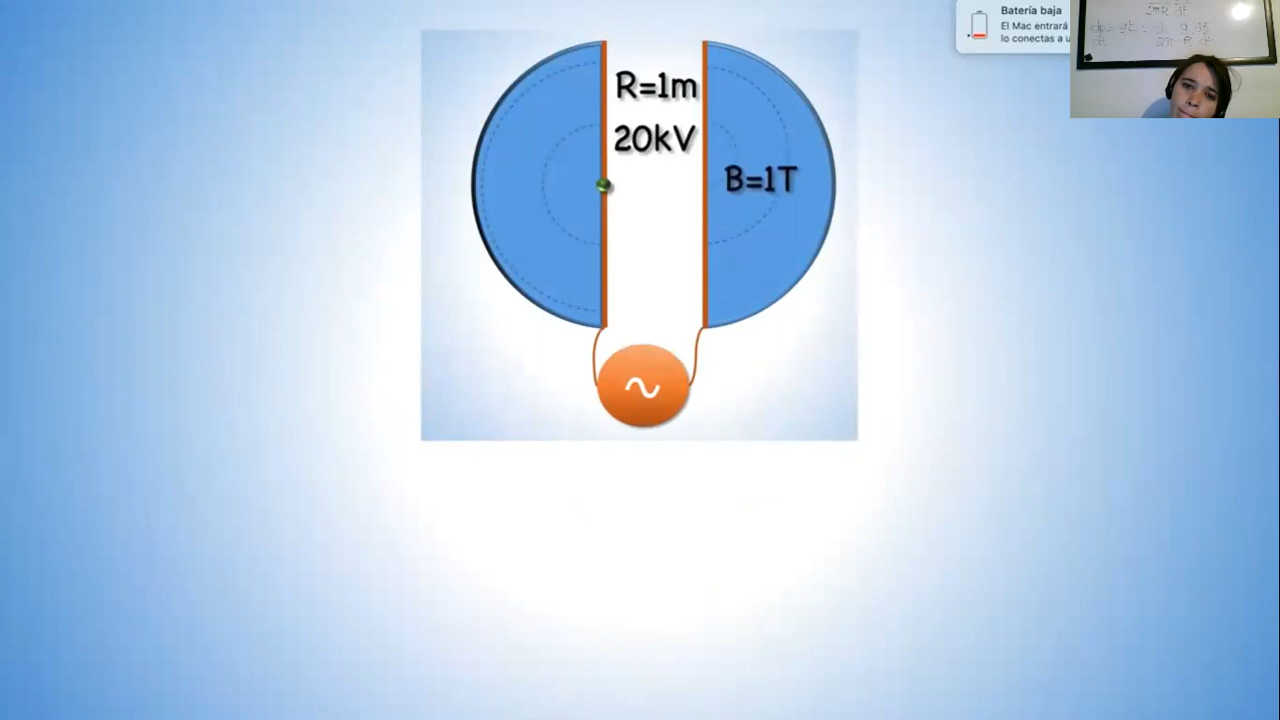 R=1m
20kV
B=1T
Batería baja
El Mac entrará
lo conectas a u